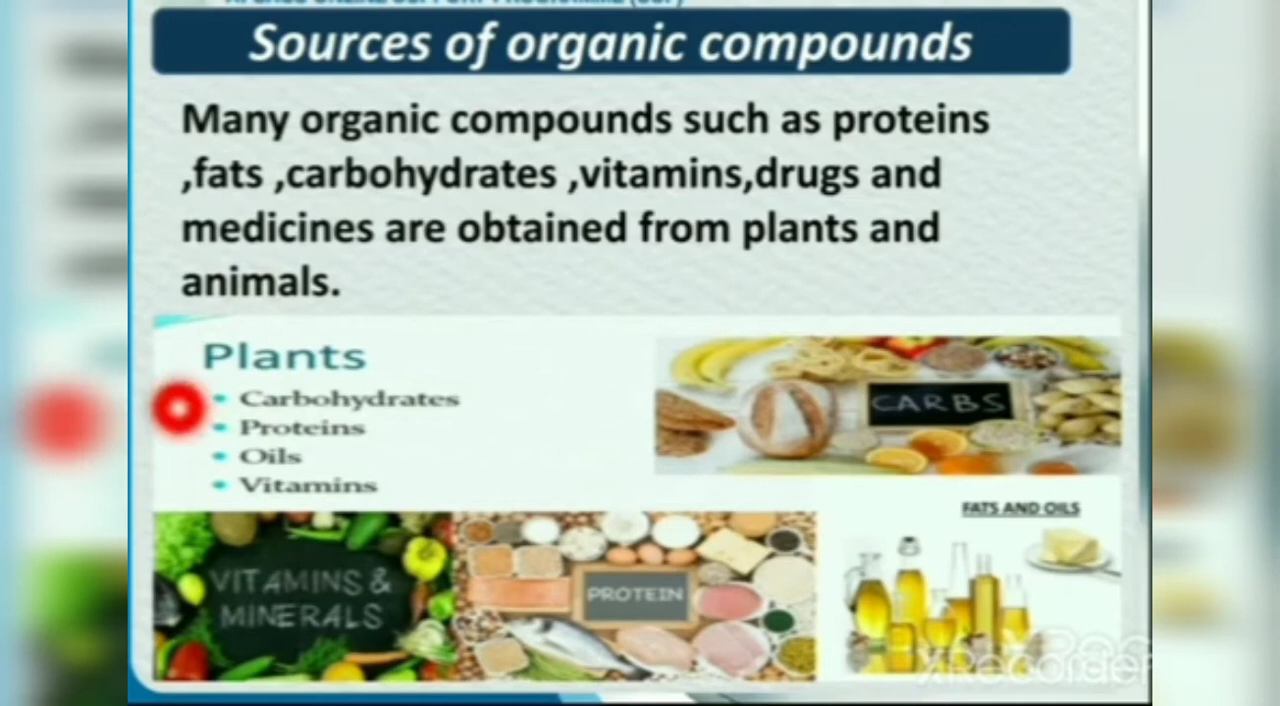 Sources of organic compounds
Many organic compounds such as proteins
,fats ,carbohydrates ,vitamins,drugs and
medicines are obtained from plants and
animals.
Plants
• Carbohydrates
• Proteins
• Oils
• Vitamins
CARBS
FATS AND OILS
VITAMINS &
MINERALS
PROTEIN
XRecorder